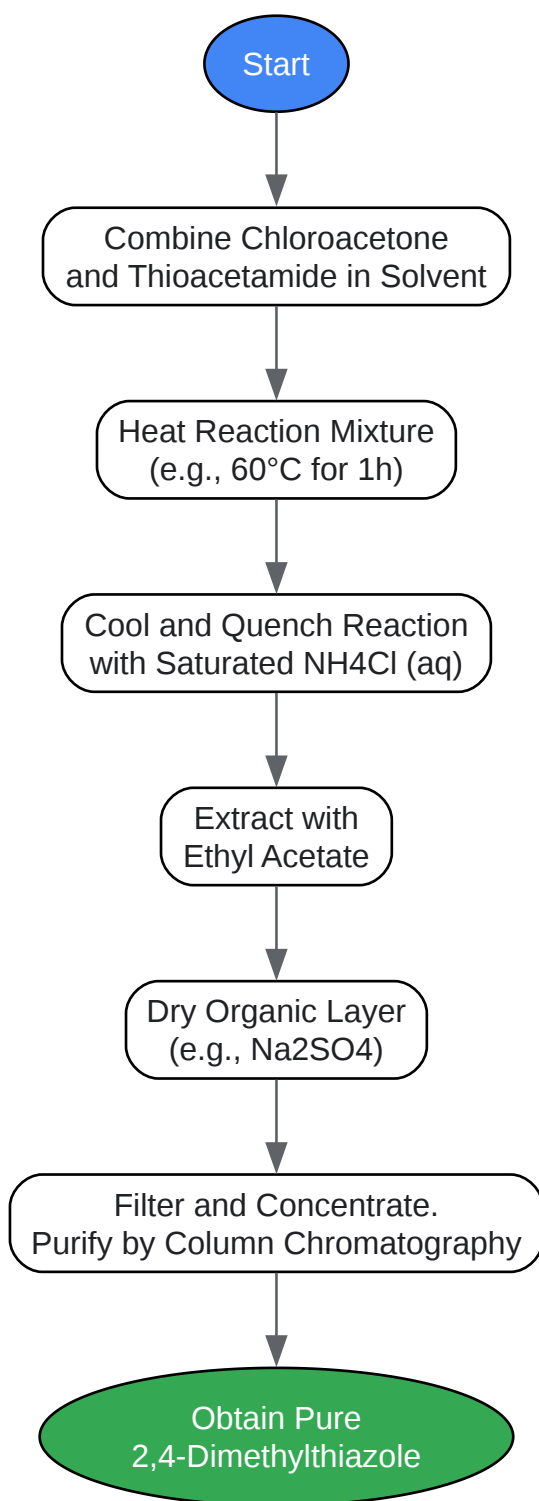 Start
Combine Chloroacetone
and Thioacetamide in Solvent
Heat Reaction Mixture
(e.g., 60°C for 1h)
Cool and Quench Reaction
with Saturated NH4Cl (aq)
Extract with
Ethyl Acetate
Dry Organic Layer
(e.g., Na2SO4)
Filter and Concentrate.
Purify by Column Chromatography
Obtain Pure
2,4-Dimethylthiazole